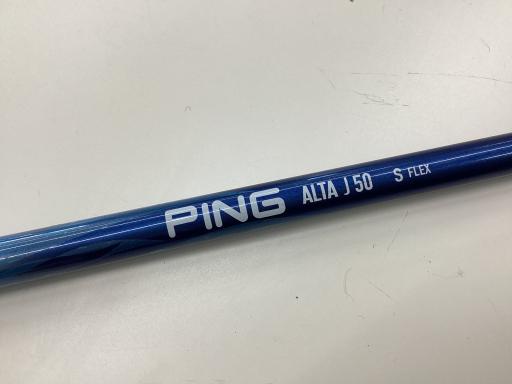 PING ALTA J 50 S FLEX